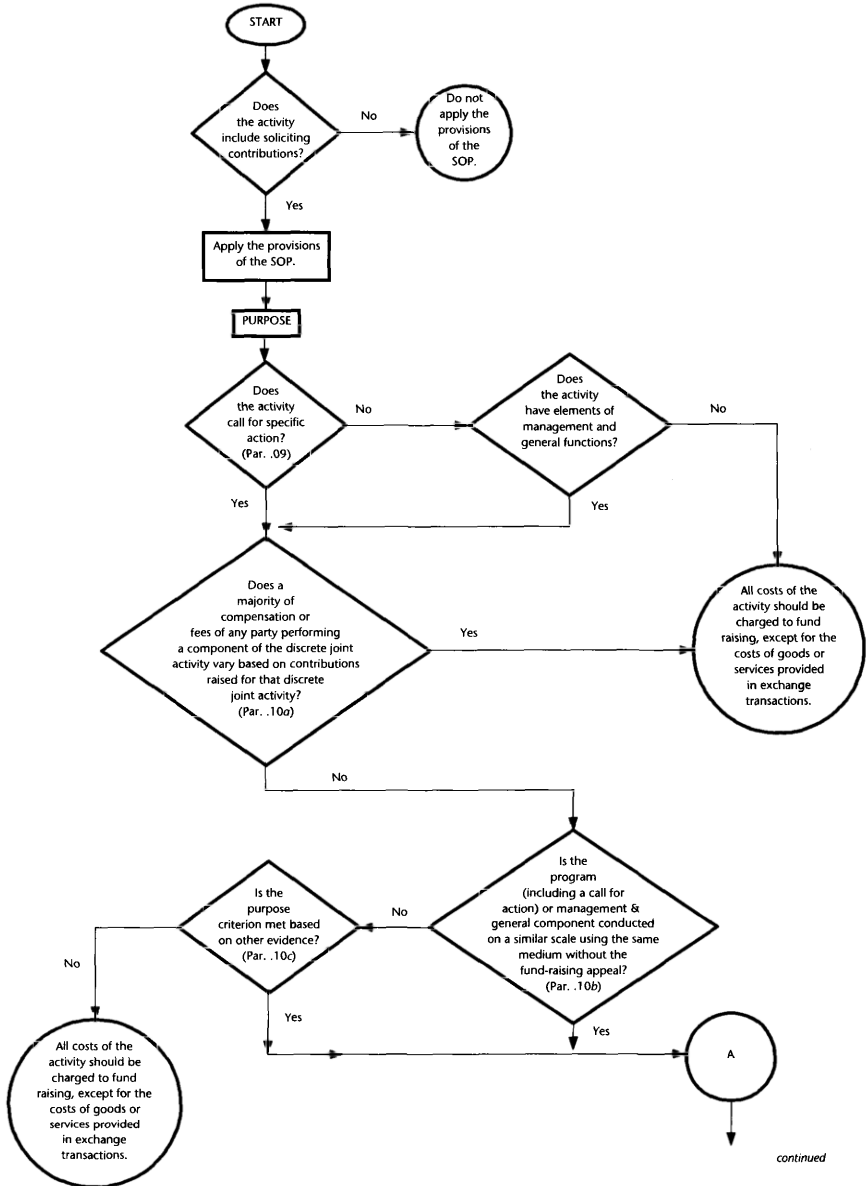 START
Does
the activity
include soliciting
contributions?
No
Do not
apply the
provisions
of the
SOP.
Yes
Apply the provisions
of the SOP.
PURPOSE
Does
the activity
call for specific
action?
(Par. .09)
No
Does
the activity
have elements of
management and
general functions?
No
Yes
Yes
Does a
majority of
compensation or
fees of any party performing
a component of the discrete joint
activity vary based on contributions
raised for that discrete
joint activity?
(Par. .10a)
Yes
All costs of the
activity should be
charged to fund
raising, except for the
costs of goods or
services provided
in exchange
transactions.
No
Is the
program
(including a call for
action) or management &
general component conducted
on a similar scale using the same
medium without the
fund-raising appeal?
(Par. .10b)
No
Is the
purpose
criterion met based
on other evidence?
(Par. .10c)
No
Yes
Yes
All costs of the
activity should be
charged to fund
raising, except for the
costs of goods or
services provided
in exchange
transactions.
A
continued